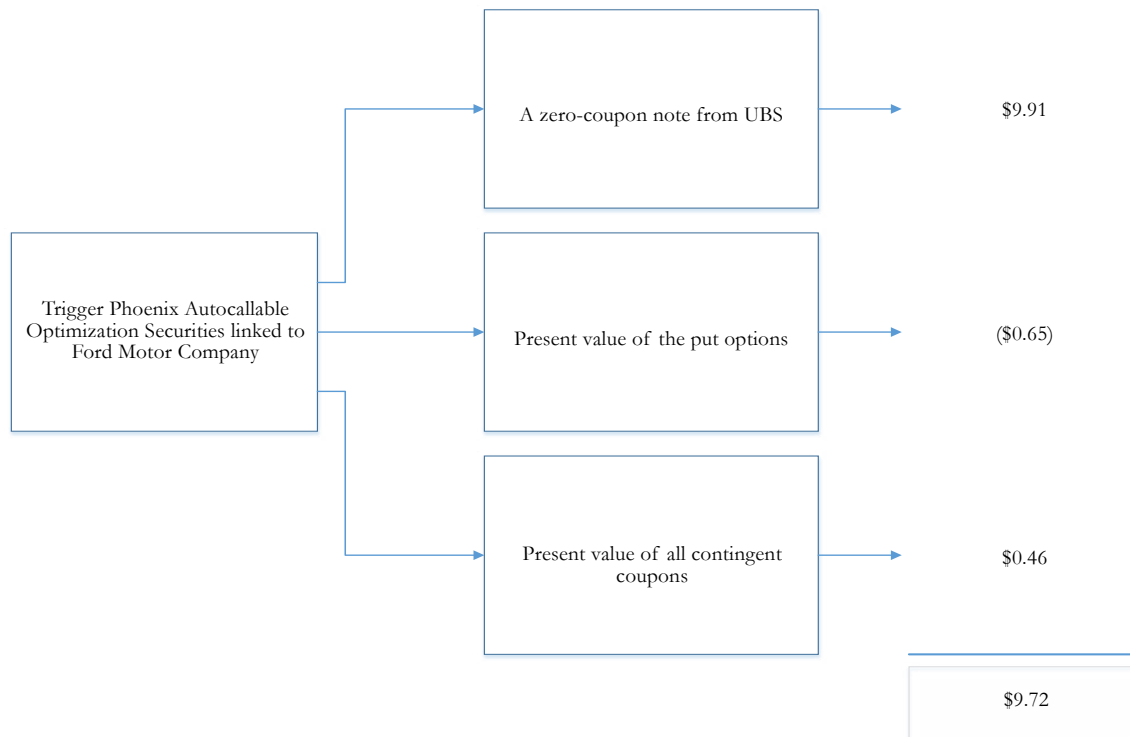 A zero-coupon note from UBS
$9.91
Trigger Phoenix Autocallable
Optimization Securities linked to
Ford Motor Company
Present value of the put options
($0.65)
Present value of all contingent
coupons
$0.46
$9.72